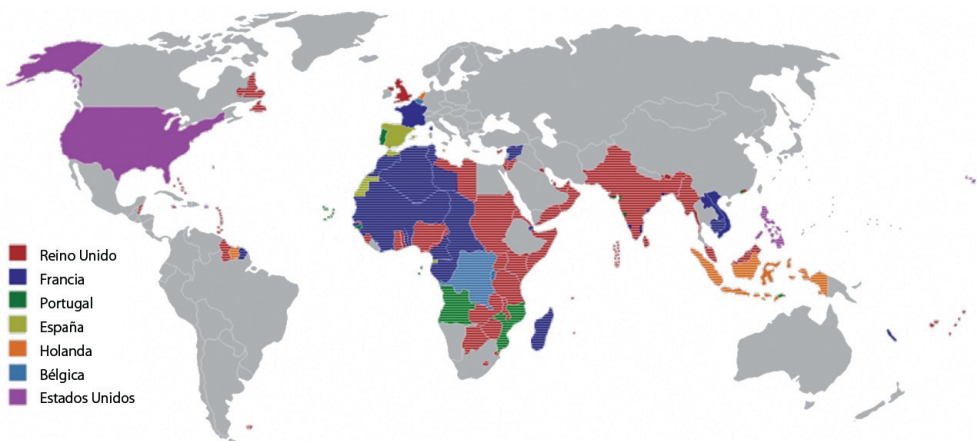 Reino Unido
Francia
Portugal
España
Holanda
Bélgica
Estados Unidos